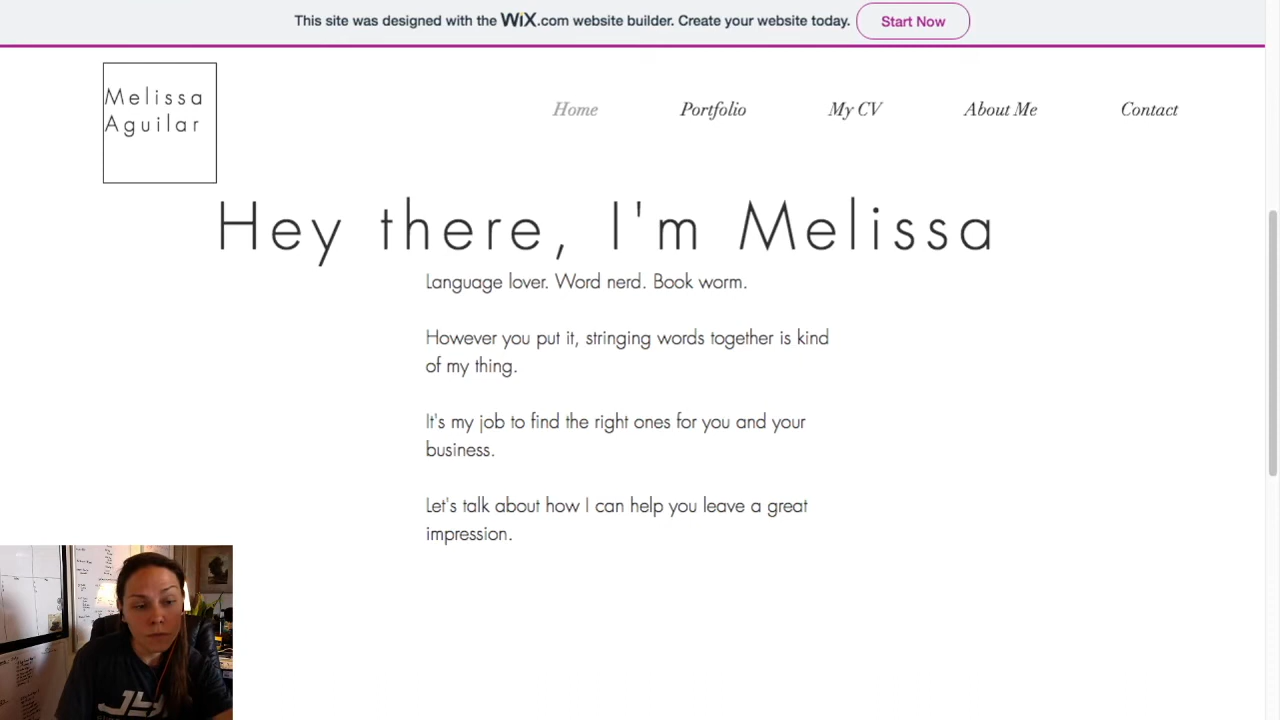 This site was designed with the WiX.com website builder. Create your website today.
Start Now
Melissa
Aguilar
Home
Portfolio
My CV
About Me
Contact
Hey there, I'm Melissa
Language lover. Word nerd. Book worm.
However you put it, stringing words together is kind
of my thing.
It's my job to find the right ones for you and your
business.
Let's talk about how I can help you leave a great
impression.